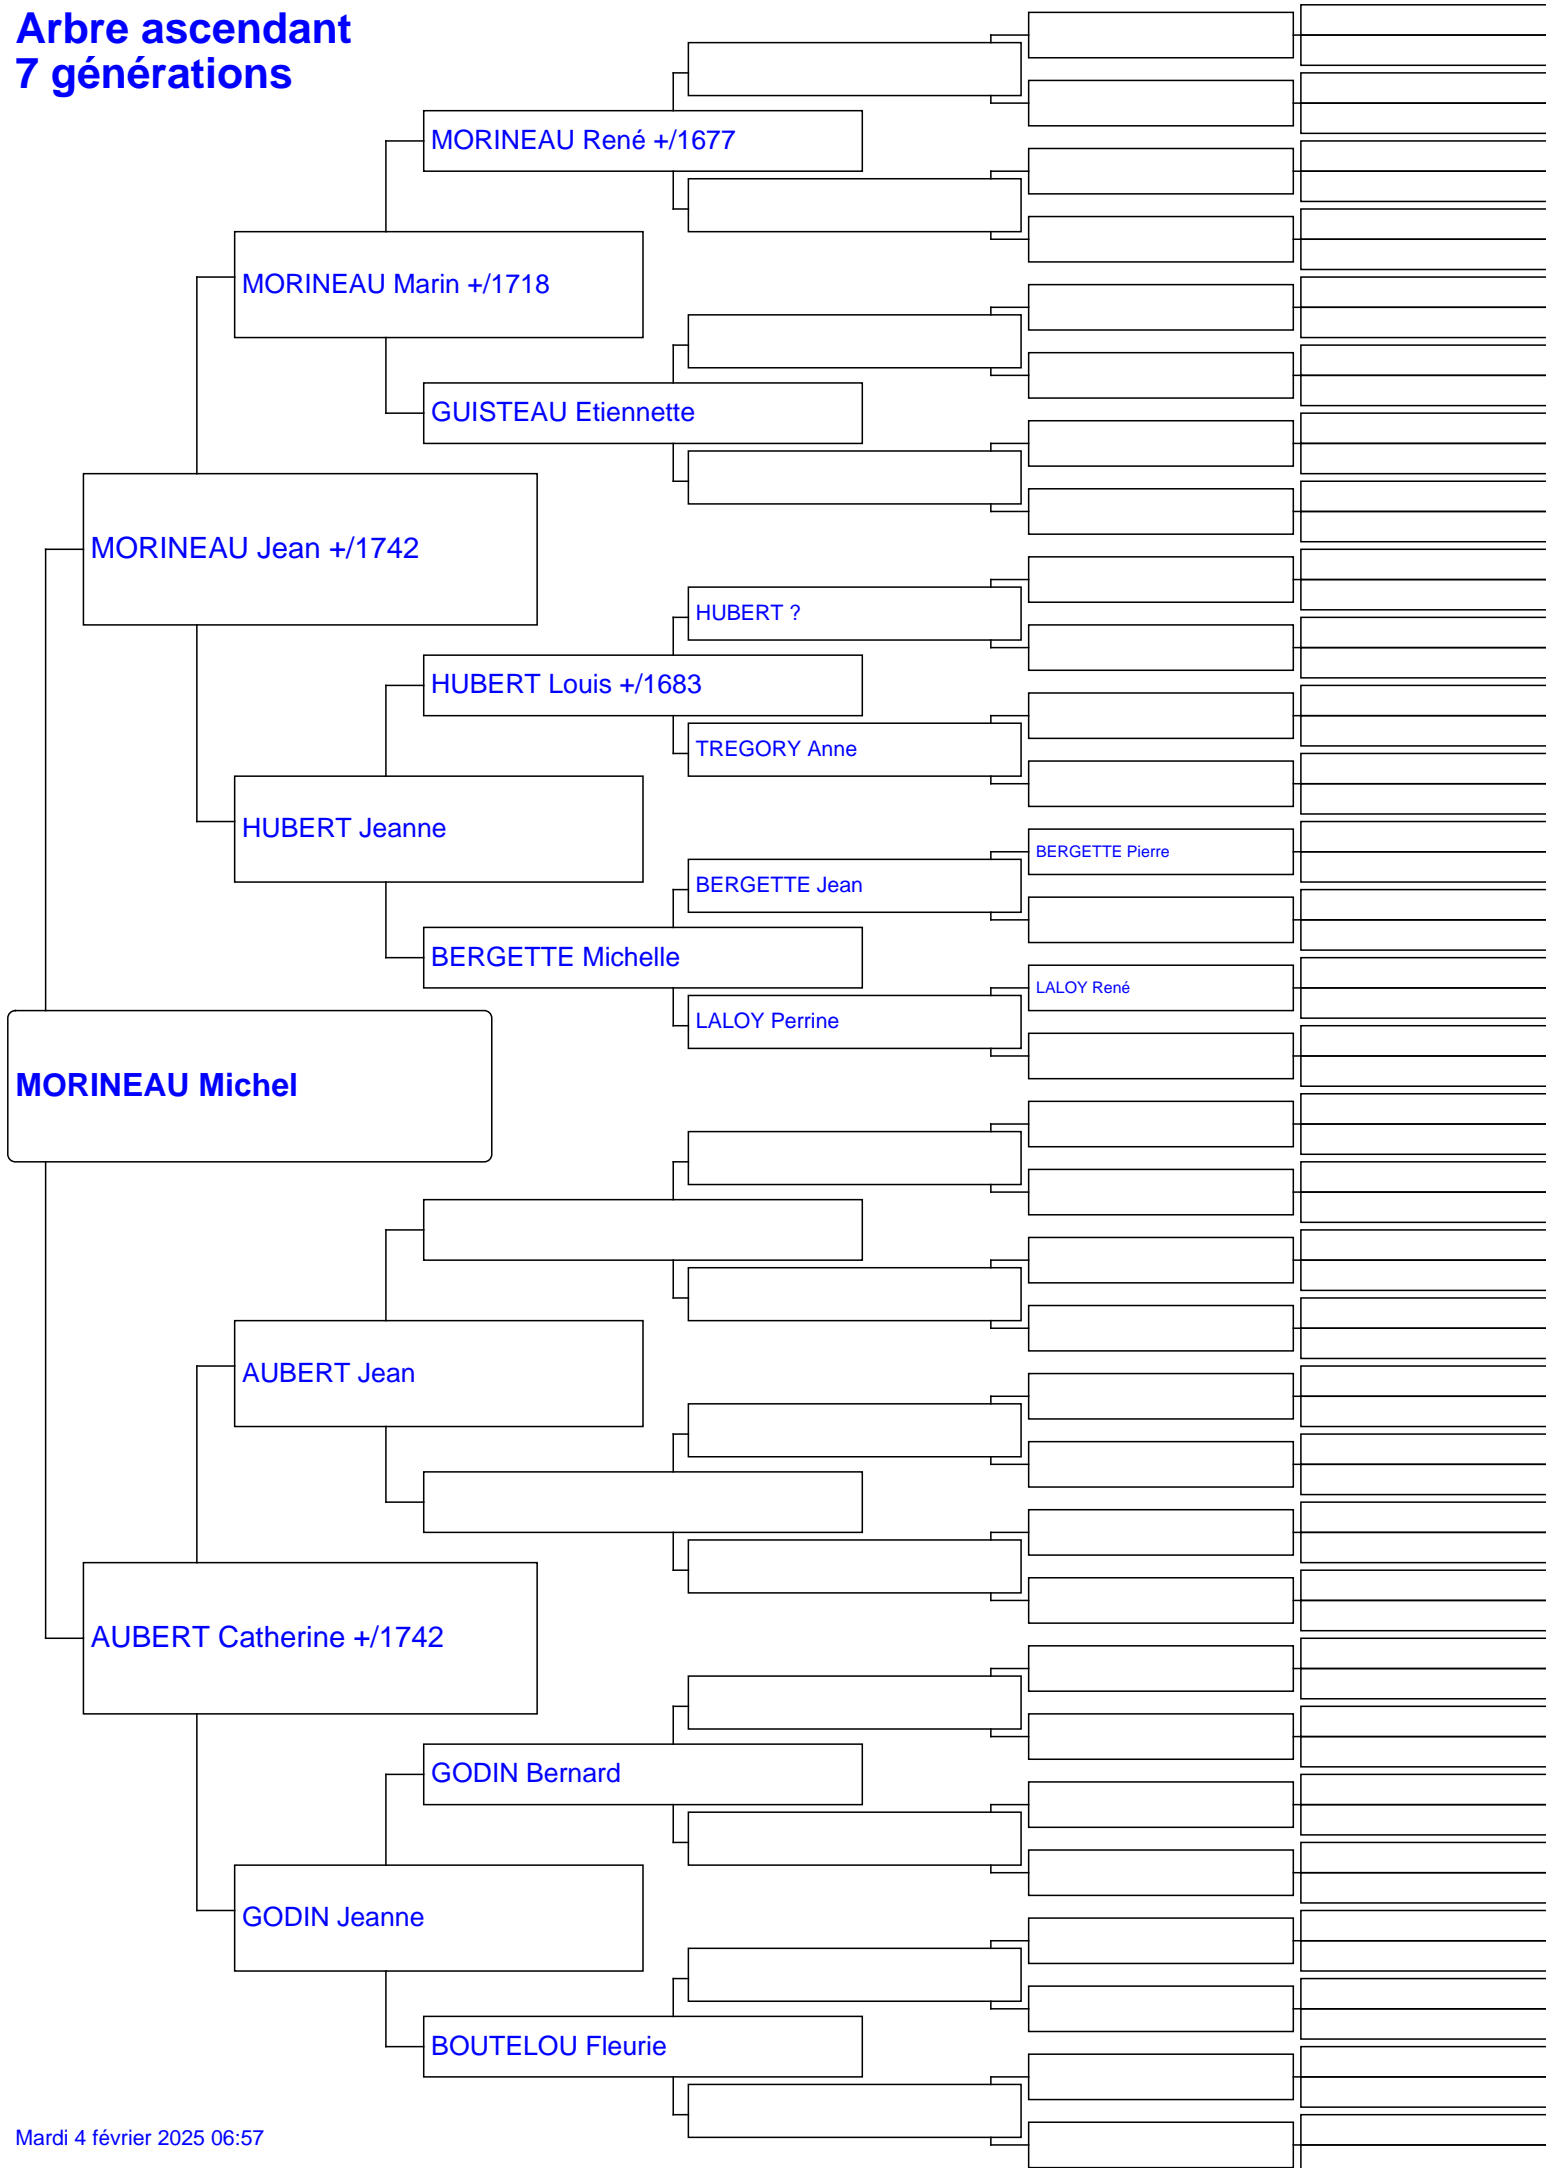 Arbre ascendant
7 générations
MORINEAU René +/1677
MORINEAU Marin +/1718
GUISTEAU Etiennette
MORINEAU Jean +/1742
HUBERT ?
HUBERT Louis +/1683
TREGORY Anne
HUBERT Jeanne
BERGETTE Pierre
BERGETTE Jean
BERGETTE Michelle
LALOY René
LALOY Perrine
MORINEAU Michel
AUBERT Jean
AUBERT Catherine +/1742
GODIN Bernard
GODIN Jeanne
BOUTELOU Fleurie
Mardi 4 février 2025 06:57